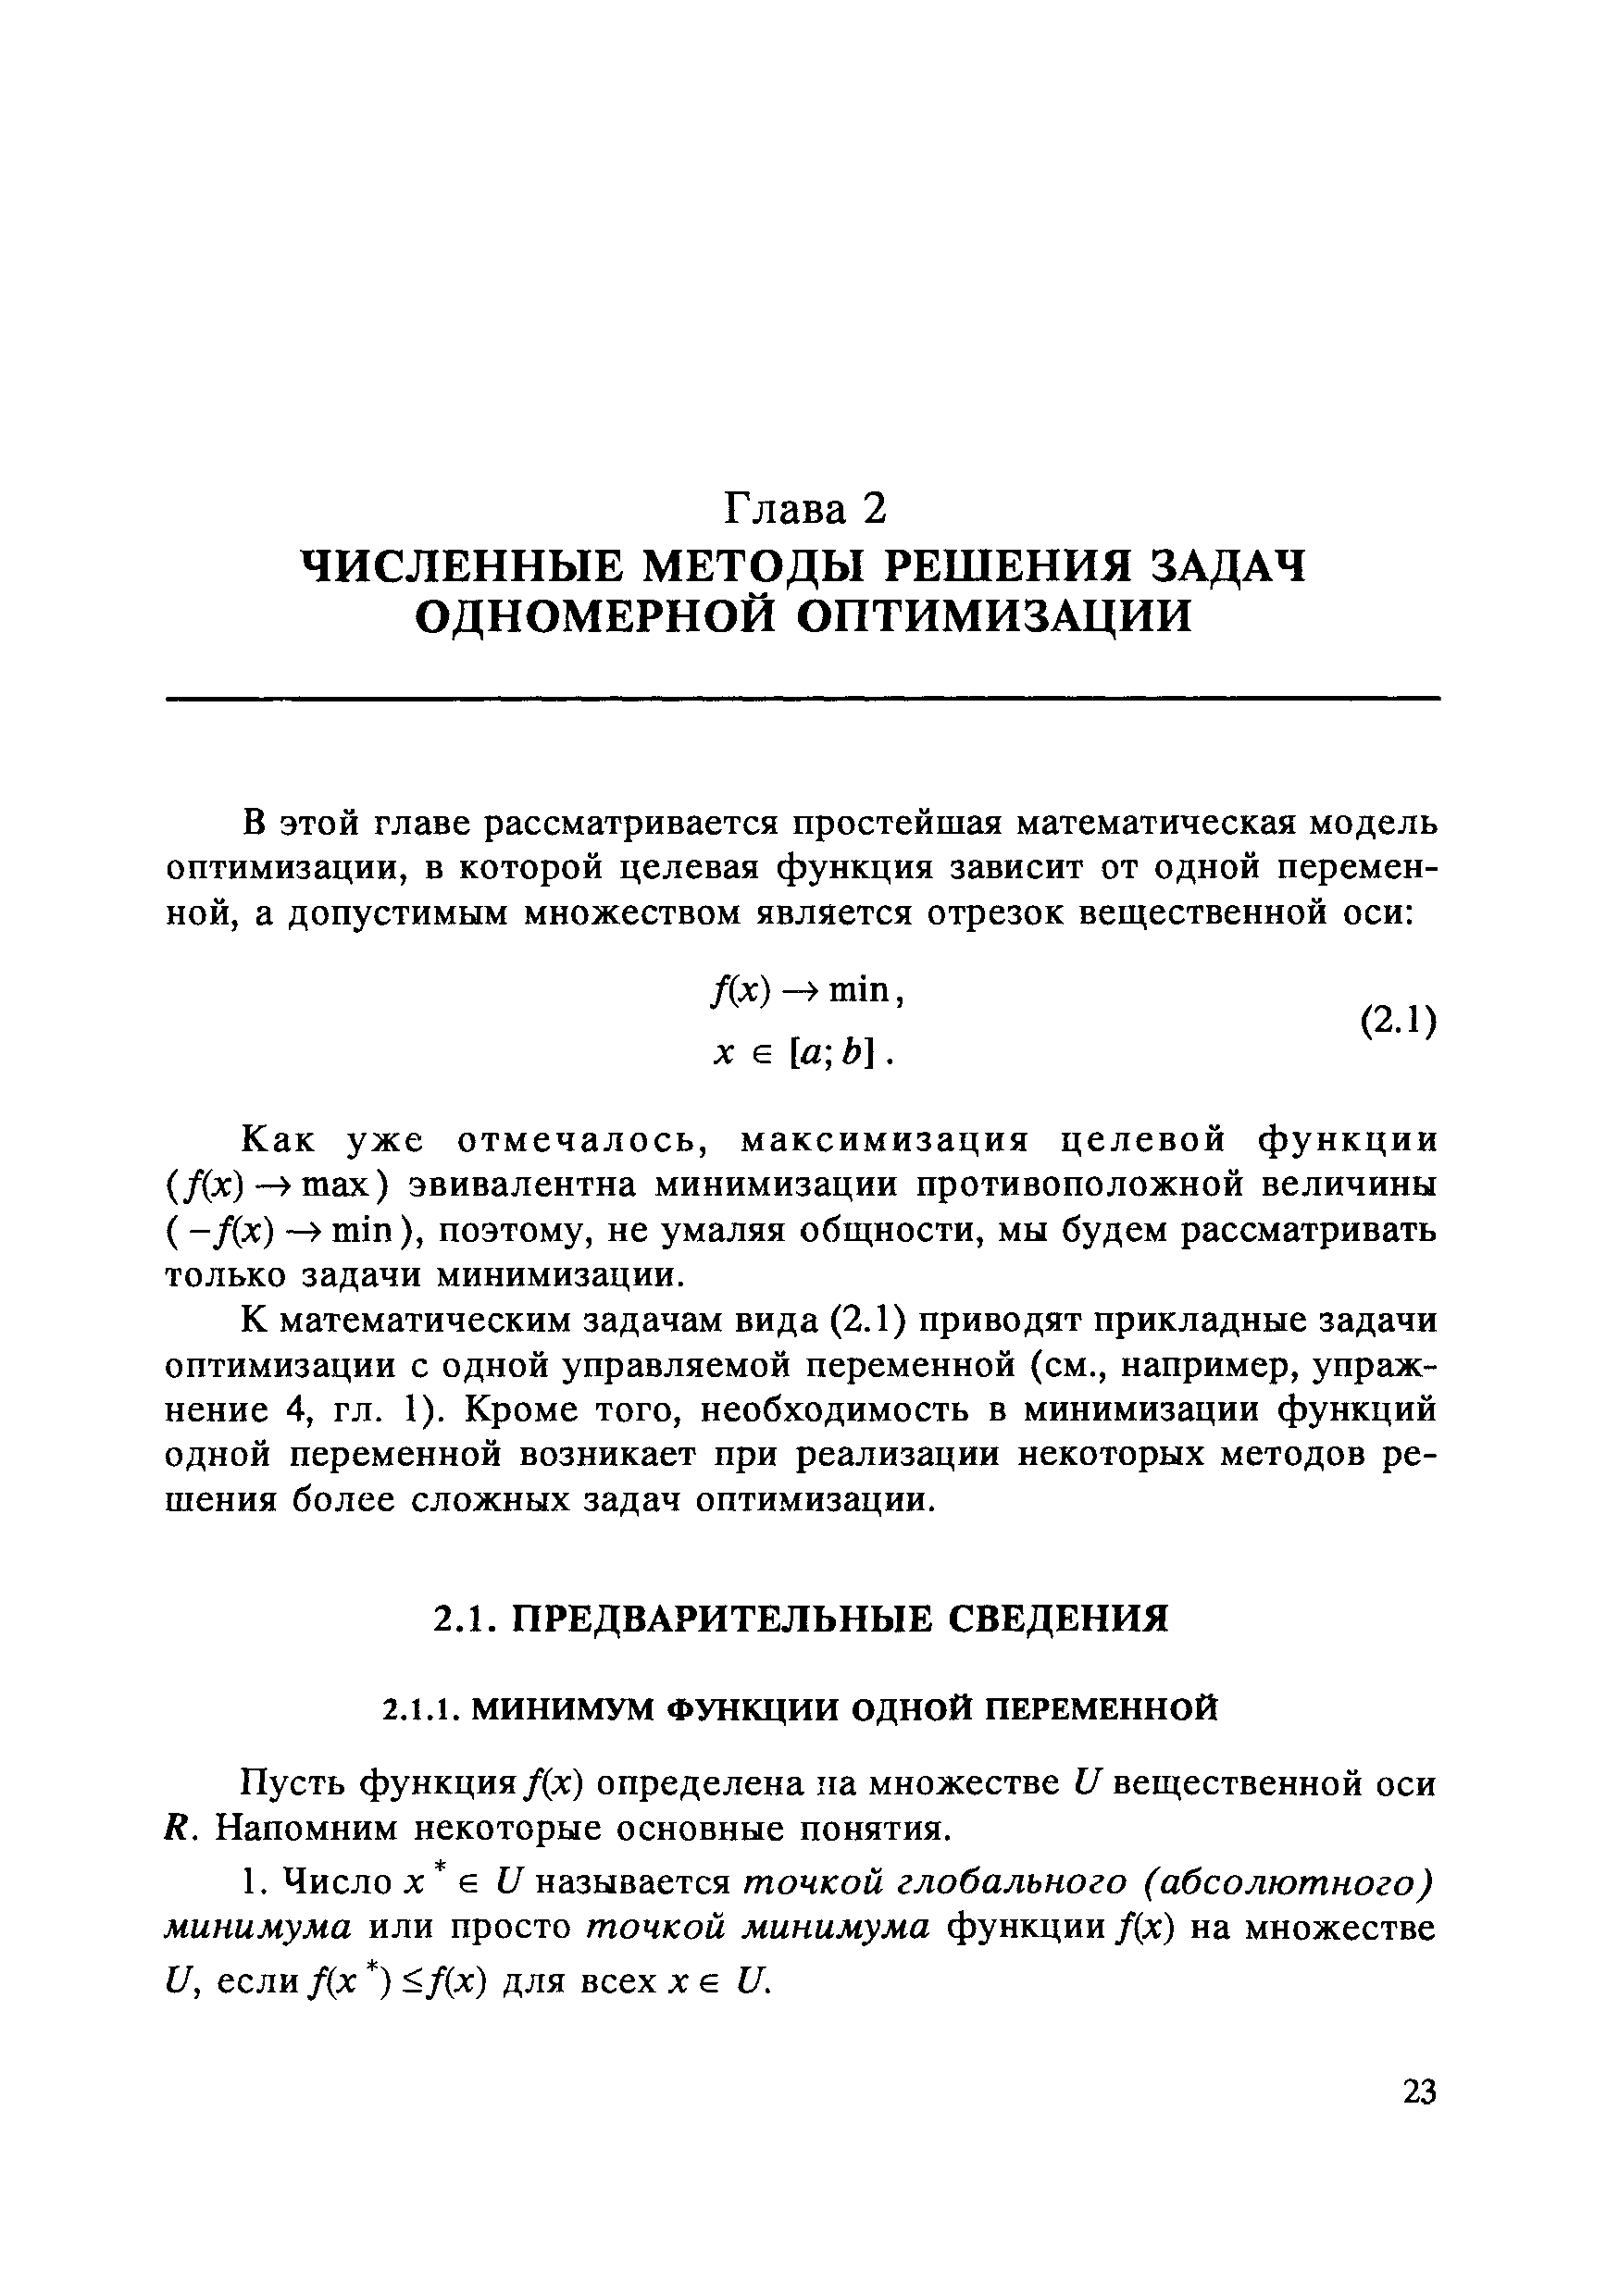 Глава 2
ЧИСЛЕННЫЕ МЕТОДЫ РЕШЕНИЯ ЗАДАЧ
ОДНОМЕРНОЙ ОПТИМИЗАЦИИ
В этой главе рассматривается простейшая математическая модель
оптимизации, в которой целевая функция зависит от одной перемен-
ной, а допустимым множеством является отрезок вещественной оси:
f(x) → min,
(2.1)
x ∈ [a; b] .
Как уже отмечалось, максимизация целевой функции
(f(x) → max) эвивалентна минимизации противоположной величины
( –f(x) → min ), поэтому, не умаляя общности, мы будем рассматривать
только задачи минимизации.
К математическим задачам вида (2.1) приводят прикладные задачи
оптимизации с одной управляемой переменной (см., например, упраж-
нение 4, гл. 1). Кроме того, необходимость в минимизации функций
одной переменной возникает при реализации некоторых методов ре-
шения более сложных задач оптимизации.
2.1. ПРЕДВАРИТЕЛЬНЫЕ СВЕДЕНИЯ
2.1.1. МИНИМУМ ФУНКЦИИ ОДНОЙ ПЕРЕМЕННОЙ
Пусть функция f(x) определена на множестве U вещественной оси
R. Напомним некоторые основные понятия.
1. Число x* ∈ U называется точкой глобального (абсолютного)
минимума или просто точкой минимума функции f(x) на множестве
U, если f(x*) ≤ f(x) для всех x ∈ U.
23